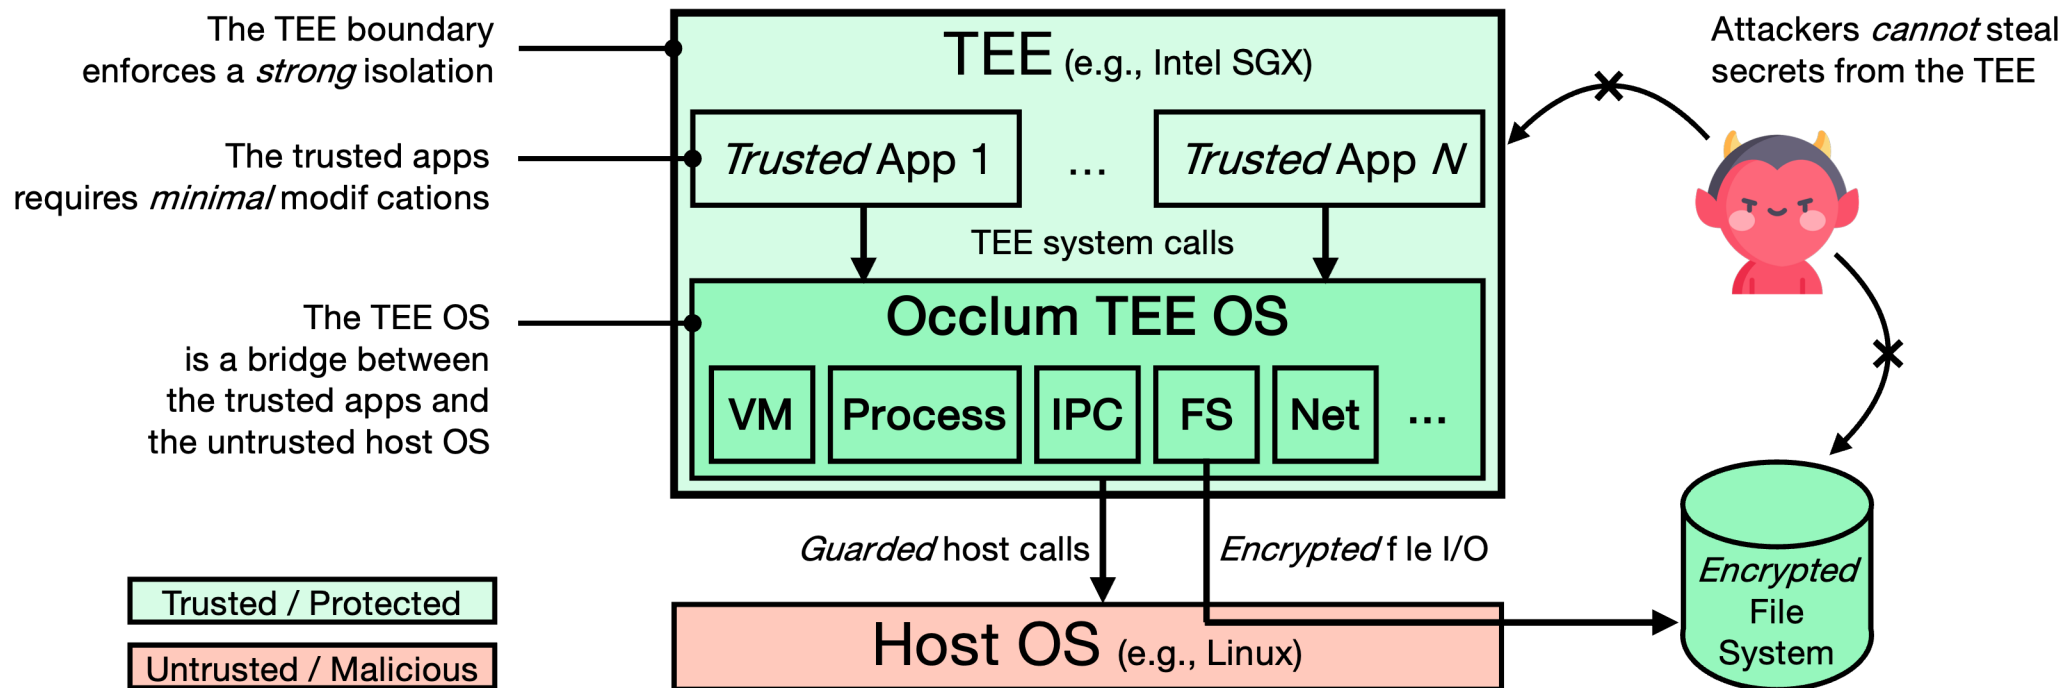 The TEE boundary
enforces a strong isolation
The trusted apps
requires minimal modif cations
The TEE OS
is a bridge between
the trusted apps and
the untrusted host OS
Trusted / Protected
Untrusted / Malicious
TEE (e.g., Intel SGX)
Trusted App 1
...
Trusted App N
TEE system calls
Occlum TEE OS
VM
Process
IPC
FS
Net
...
Guarded host calls
Encrypted f le I/O
Host OS (e.g., Linux)
Attackers cannot steal
secrets from the TEE
Encrypted
File
System